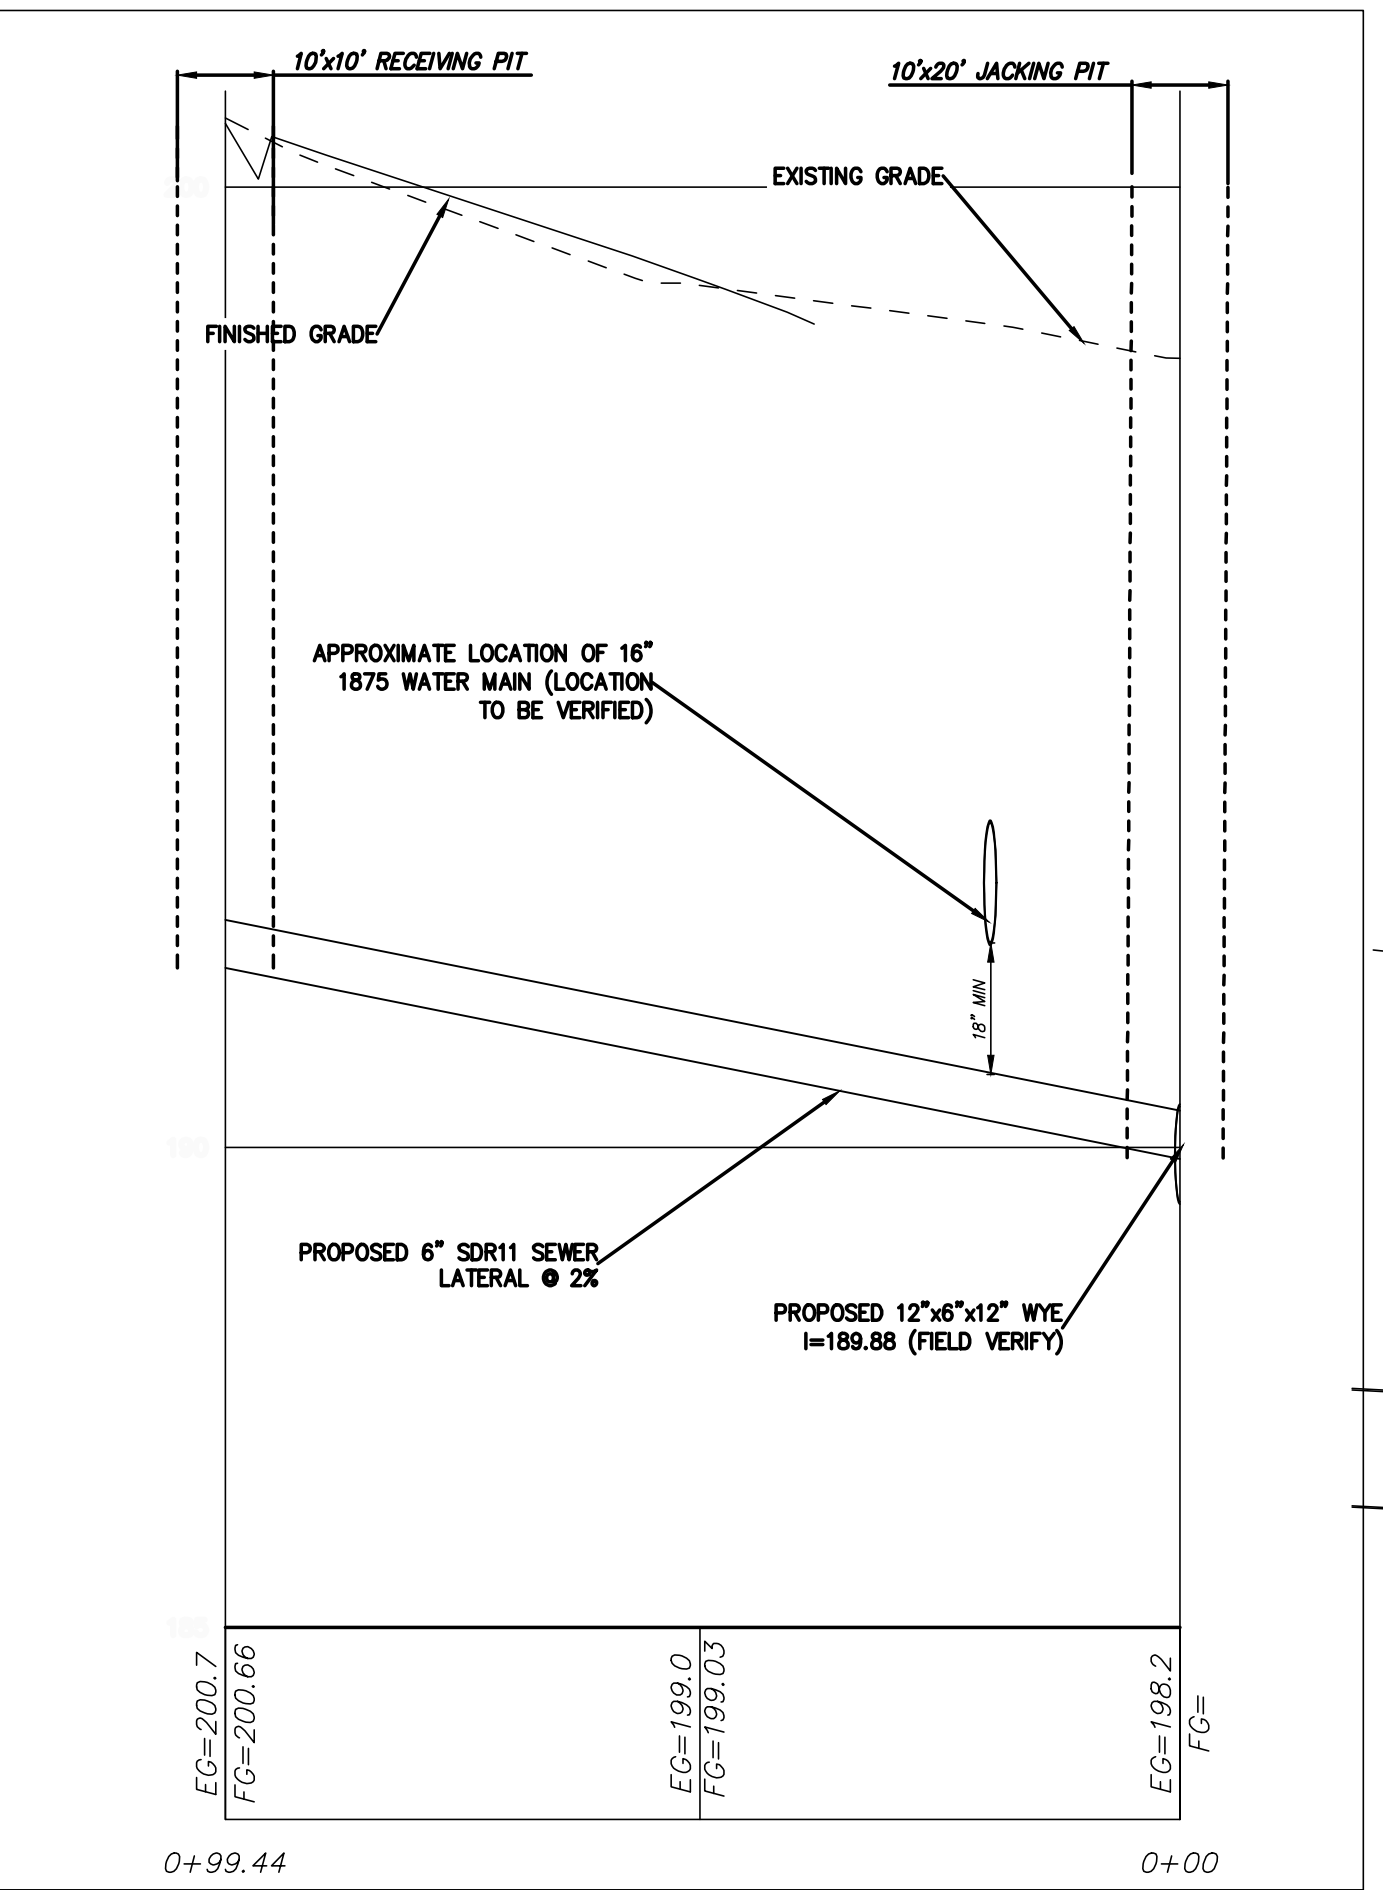 10'x10' RECEIVING PIT
10'x20' JACKING PIT
200
EXISTING GRADE
FINISHED GRADE
APPROXIMATE LOCATION OF 16"
1875 WATER MAIN (LOCATION
TO BE VERIFIED)
18" MIN
190
PROPOSED 6" SDR11 SEWER
LATERAL @ 2%
PROPOSED 12"x6"x12" WYE
I=189.88 (FIELD VERIFY)
185
EG=200.7
FG=200.66
EG=199.0
FG=199.03
EG=198.2
FG=
0+99.44
0+00